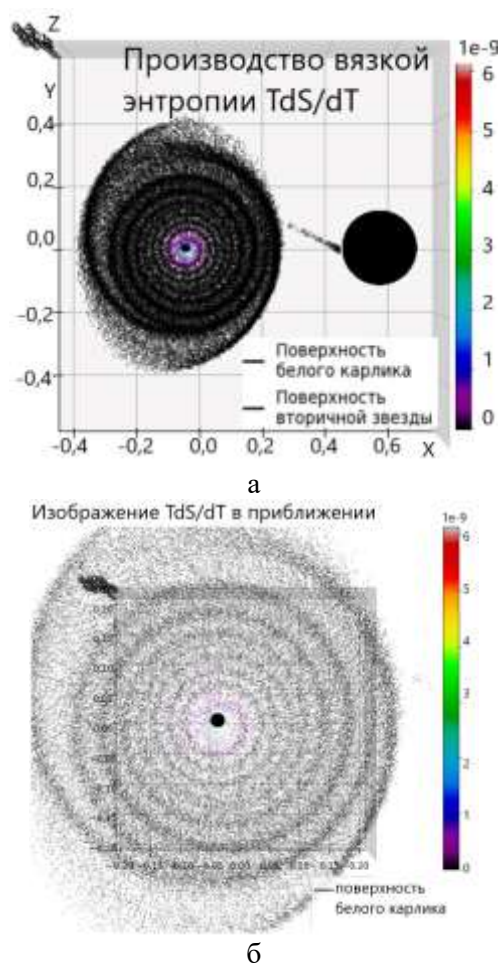 Z
Производство вязкой
энтропии TdS/dT
1e-9
Y
6
5
4
3
2
1
0
0,4
0,2
0,0
-0,2
-0,4
Поверхность
белого карлика
Поверхность
вторичной звезды
-0,4 -0,2 0,0 0,2 0,4 0,6 X
а
Изображение TdS/dT в приближении
1e-9
6
5
4
3
2
1
0
поверхность
белого карлика
б